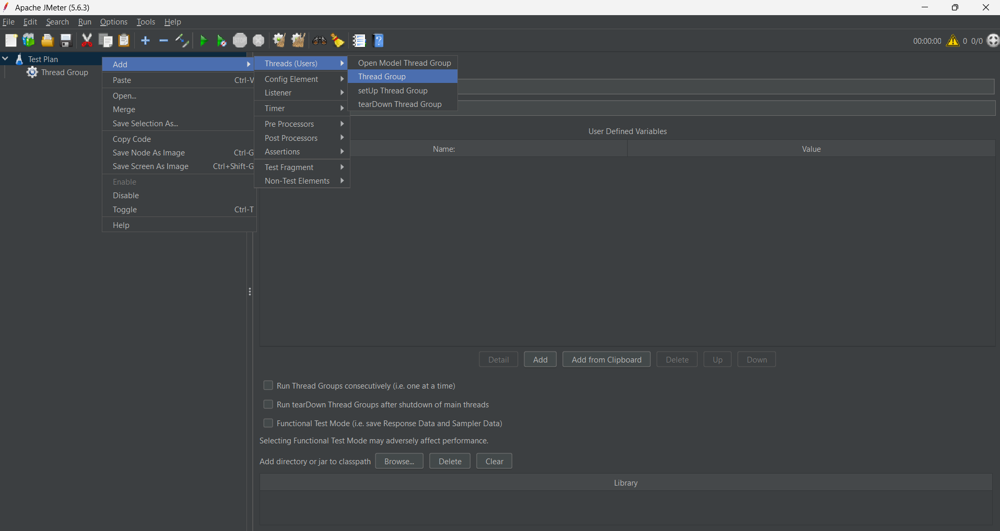 Apache JMeter (5.6.3)
File Edit Search Run Options Tools Help
STOP
00:00:00 0 0/0
Test Plan
Thread Group
Add
Paste Ctrl-V
Open...
Merge
Save Selection As...
Copy Code
Save Node As Image Ctrl-G
Save Screen As Image Ctrl+Shift-G
Enable
Disable
Toggle Ctrl-T
Help
Threads (Users)
Config Element
Listener
Timer
Pre Processors
Post Processors
Assertions
Test Fragment
Non-Test Elements
Open Model Thread Group
Thread Group
setUp Thread Group
tearDown Thread Group
User Defined Variables
Name: Value
Detail Add Add from Clipboard Delete Up Down
Run Thread Groups consecutively (i.e. one at a time)
Run tearDown Thread Groups after shutdown of main threads
Functional Test Mode (i.e. save Response Data and Sampler Data)
Selecting Functional Test Mode may adversely affect performance.
Add directory or jar to classpath Browse... Delete Clear
Library